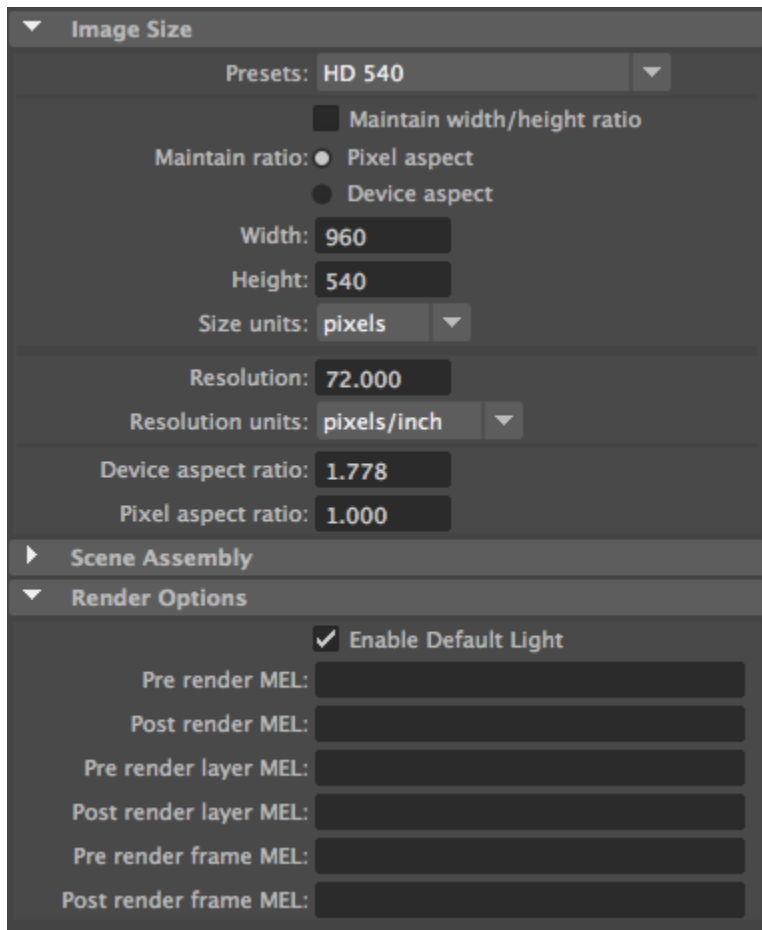 Image Size
Presets: HD 540
Maintain width/height ratio
Maintain ratio: Pixel aspect
Device aspect
Width: 960
Height: 540
Size units: pixels
Resolution: 72.000
Resolution units: pixels/inch
Device aspect ratio: 1.778
Pixel aspect ratio: 1.000
Scene Assembly
Render Options
Enable Default Light
Pre render MEL:
Post render MEL:
Pre render layer MEL:
Post render layer MEL:
Pre render frame MEL:
Post render frame MEL: